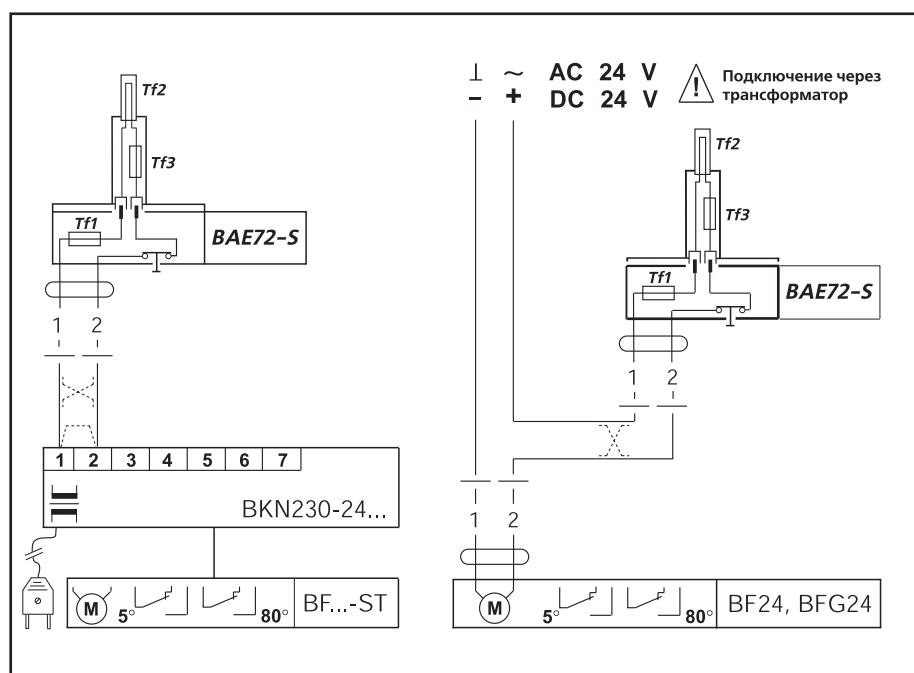 Tf2
Tf3
Tf1
BAE72-S
1 2
1 2 3 4 5 6 7
BKN230-24...
M 5° 80° BF...-ST
⊥ ~ AC 24 V
- + DC 24 V
Подключение через
трансформатор
Tf2
Tf3
Tf1
BAE72-S
1 2
1 2
M 5° 80° BF24, BFG24